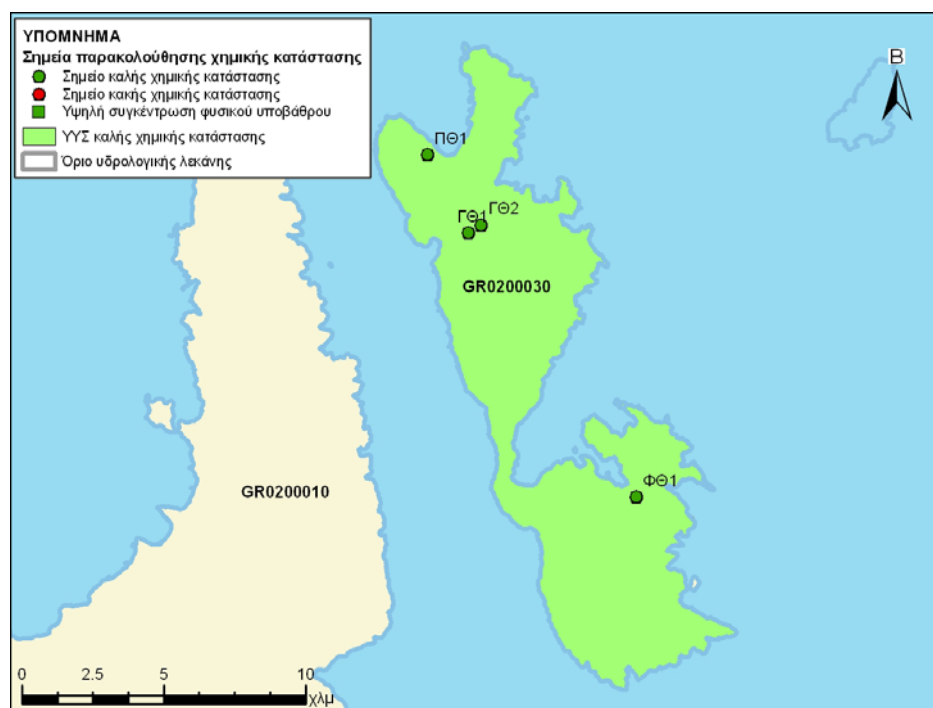 ΥΠΟΜΝΗΜΑ
Σημεία παρακολούθησης χημικής κατάστασης
Σημείο καλής χημικής κατάστασης
Σημείο κακής χημικής κατάστασης
Υψηλή συγκέντρωση φυσικού υποβάθρου
ΥΥΣ καλής χημικής κατάστασης
Όριο υδρολογικής λεκάνης
Β
ΠΘ1
ΓΘ1
ΓΘ2
GR0200030
GR0200010
ΦΘ1
0 2.5 5 10
χλμ